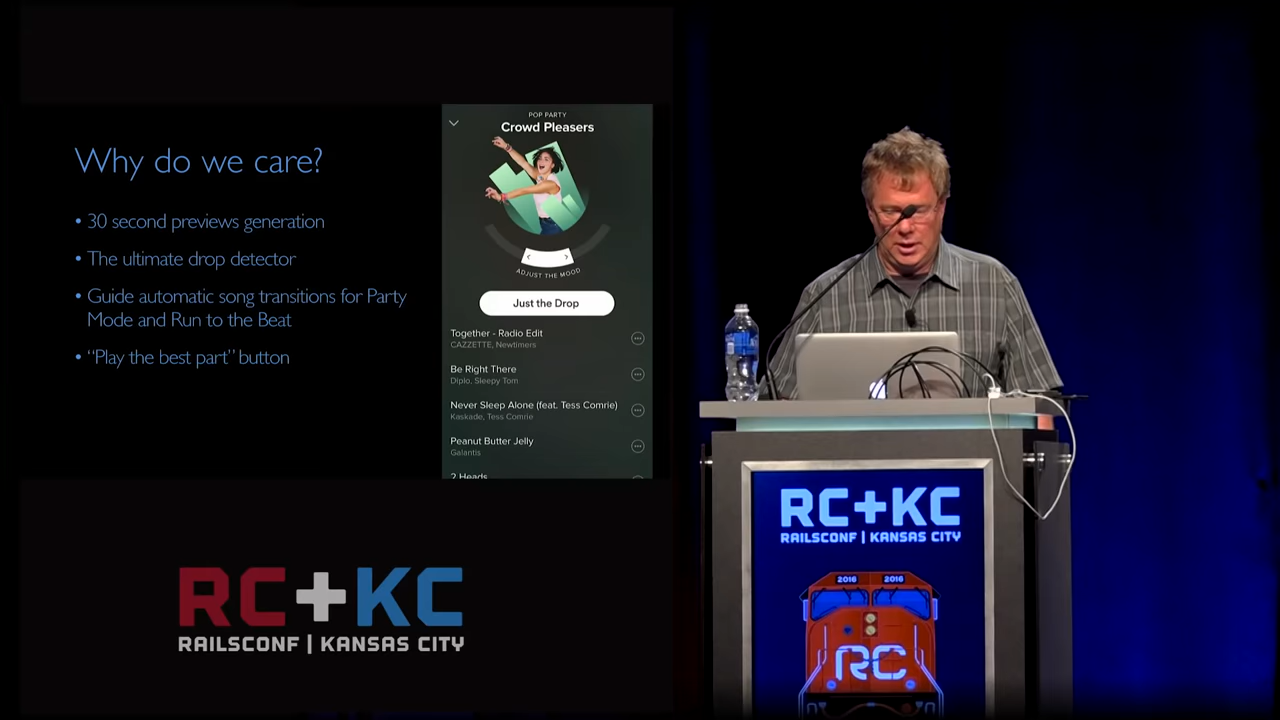 Why do we care?
• 30 second previews generation
• The ultimate drop detector
• Guide automatic song transitions for Party
Mode and Run to the Beat
• “Play the best part” button
POP PARTY
Crowd Pleasers
ADJUST THE MOOD
Just the Drop
Together - Radio Edit
CAZZETTE, Newtimers
Be Right There
Diplo, Sleepy Tom
Never Sleep Alone (feat. Tess Comrie)
Kaskade, Tess Comrie
Peanut Butter Jelly
Galantis
2 Heads
RC+KC
RAILSCONF | KANSAS CITY
RC+KC
RAILSCONF | KANSAS CITY
2016 2016
RC